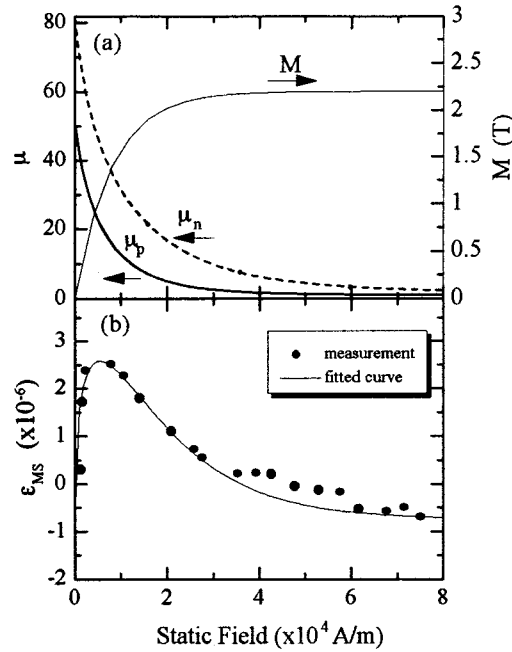 (a)
80
60
40
20
0
μ
3
2.5
2
1.5
1
0.5
0
M (T)
M
μn
μp
(b)
3
2
1
0
-1
-2
εMS (x10-6)
measurement
fitted curve
0 2 4 6 8
Static Field (x10⁴ A/m)